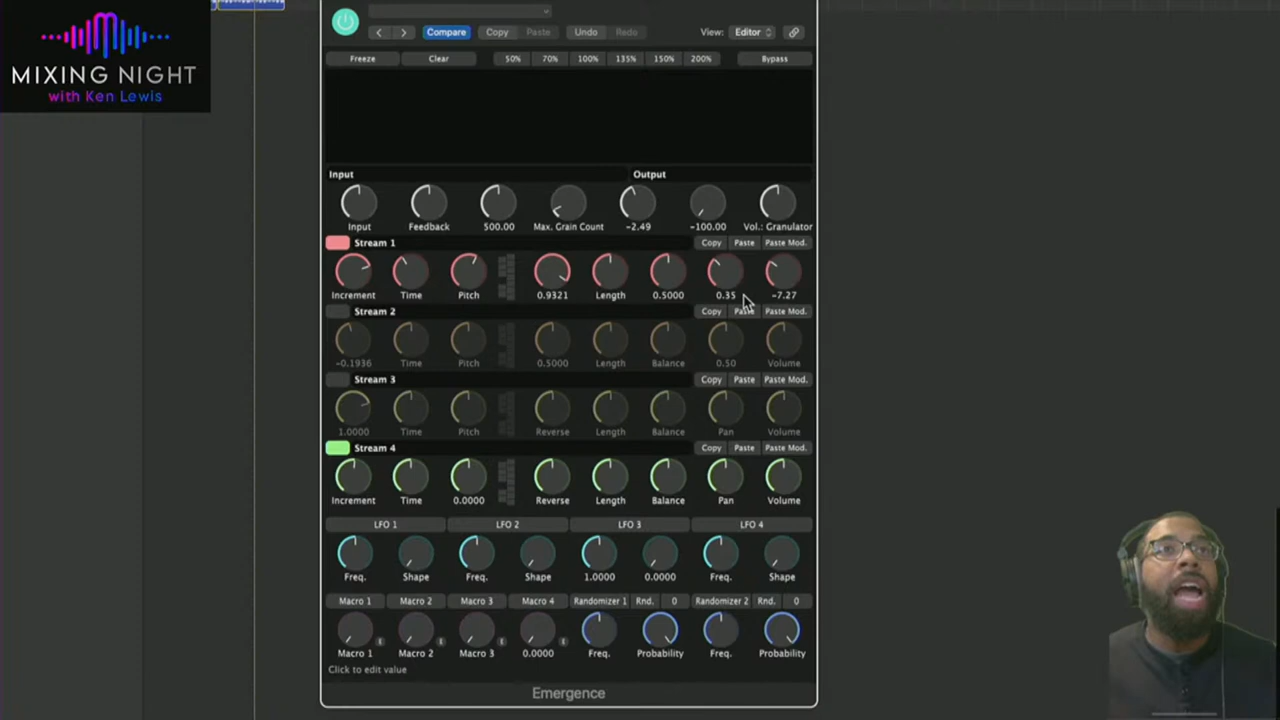 MIXING NIGHT
with Ken Lewis
Compare Copy Paste Undo Redo View: Editor
Freeze Clear 50% 70% 100% 135% 150% 200% Bypass
Input Output
Input Feedback 500.00 Max. Grain Count -2.49 -100.00 Vol.: Granulator
Stream 1 Copy Paste Paste Mod.
Increment Time Pitch 0.9321 Length 0.5000 0.35 -7.27
Stream 2 Copy Paste Paste Mod.
-0.1936 Time Pitch 0.5000 Length Balance 0.50 Volume
Stream 3 Copy Paste Paste Mod.
1.0000 Time Pitch Reverse Length Balance Pan Volume
Stream 4 Copy Paste Paste Mod.
Increment Time 0.0000 Reverse Length Balance Pan Volume
LFO 1 LFO 2 LFO 3 LFO 4
Freq. Shape Freq. Shape 1.0000 0.0000 Freq. Shape
Macro 1 Macro 2 Macro 3 Macro 4 Randomizer 1 Rnd. 0 Randomizer 2 Rnd. 0
Macro 1 Macro 2 Macro 3 0.0000 Freq. Probability Freq. Probability
Click to edit value
Emergence